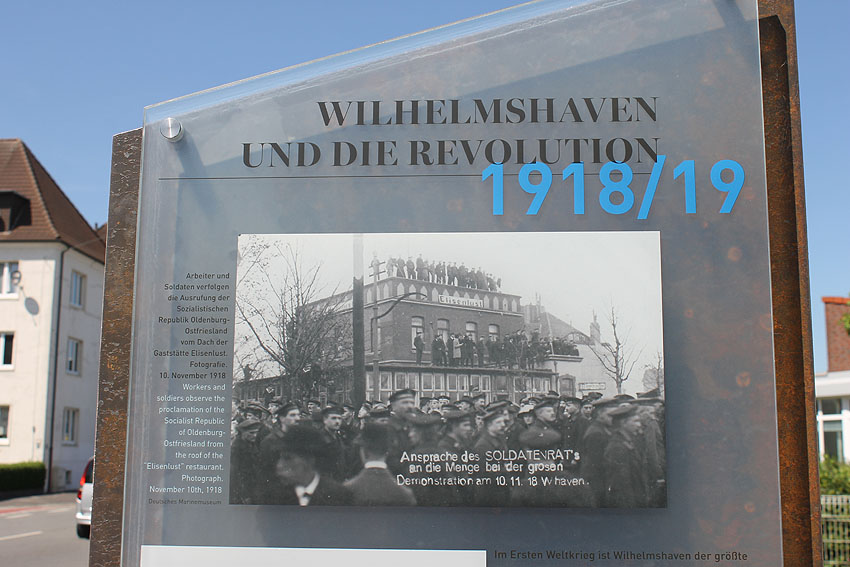 WILHELMSHAVEN
UND DIE REVOLUTION
1918/19
Arbeiter und
Soldaten verfolgen
die Ausrufung der
Sozialistischen
Republik Oldenburg-
Ostfriesland
vom Dach der
Gaststätte Elisenlust.
Fotografie.
10. November 1918
Workers and
soldiers observe the
proclamation of the
Socialist Republic
of Oldenburg-
Ostfriesland from
the roof of the
"Elisenlust" restaurant.
Photograph.
November 10th, 1918
Deutsches Marinemuseum
Elisenlust
Ansprache des SOLDATENRAT's
an die Menge bei der grosen
Demonstration am 10.11.18 W'haven.
Im Ersten Weltkrieg ist Wilhelmshaven der größte